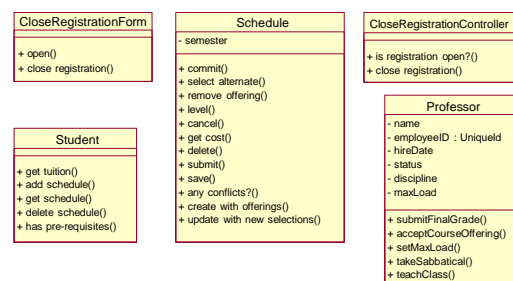 CloseRegistrationForm
+ open()
+ close registration()
Student
+ get tuition()
+ add schedule()
+ get schedule()
+ delete schedule()
+ has pre-requisites()
Schedule
- semester
+ commit()
+ select alternate()
+ remove offering()
+ level()
+ cancel()
+ get cost()
+ delete()
+ submit()
+ save()
+ any conflicts?()
+ create with offerings()
+ update with new selections()
CloseRegistrationController
+ is registration open?()
+ close registration()
Professor
- name
- employeeID : UniqueId
- hireDate
- status
- discipline
- maxLoad
+ submitFinalGrade()
+ acceptCourseOffering()
+ setMaxLoad()
+ takeSabbatical()
+ teachClass()